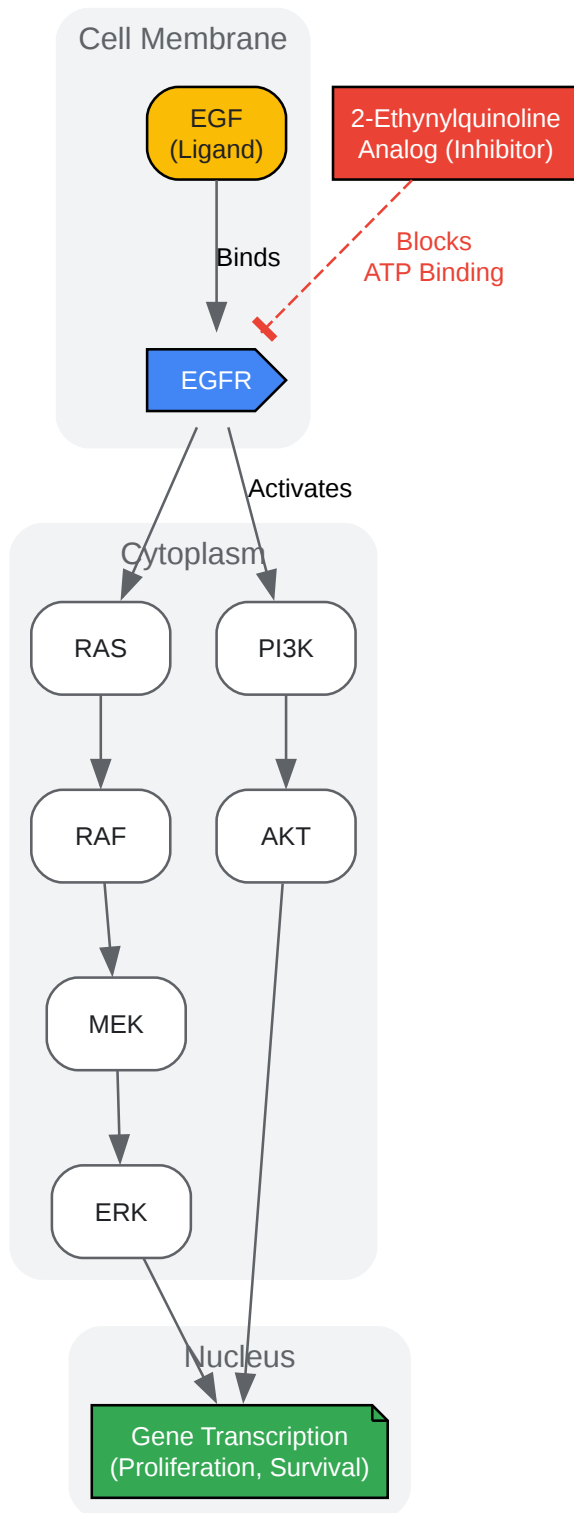 Cell Membrane
EGF
(Ligand)
2-Ethynylquinoline
Analog (Inhibitor)
Binds
Blocks
ATP Binding
EGFR
Activates
Cytoplasm
RAS
PI3K
RAF
AKT
MEK
ERK
Nucleus
Gene Transcription
(Proliferation, Survival)